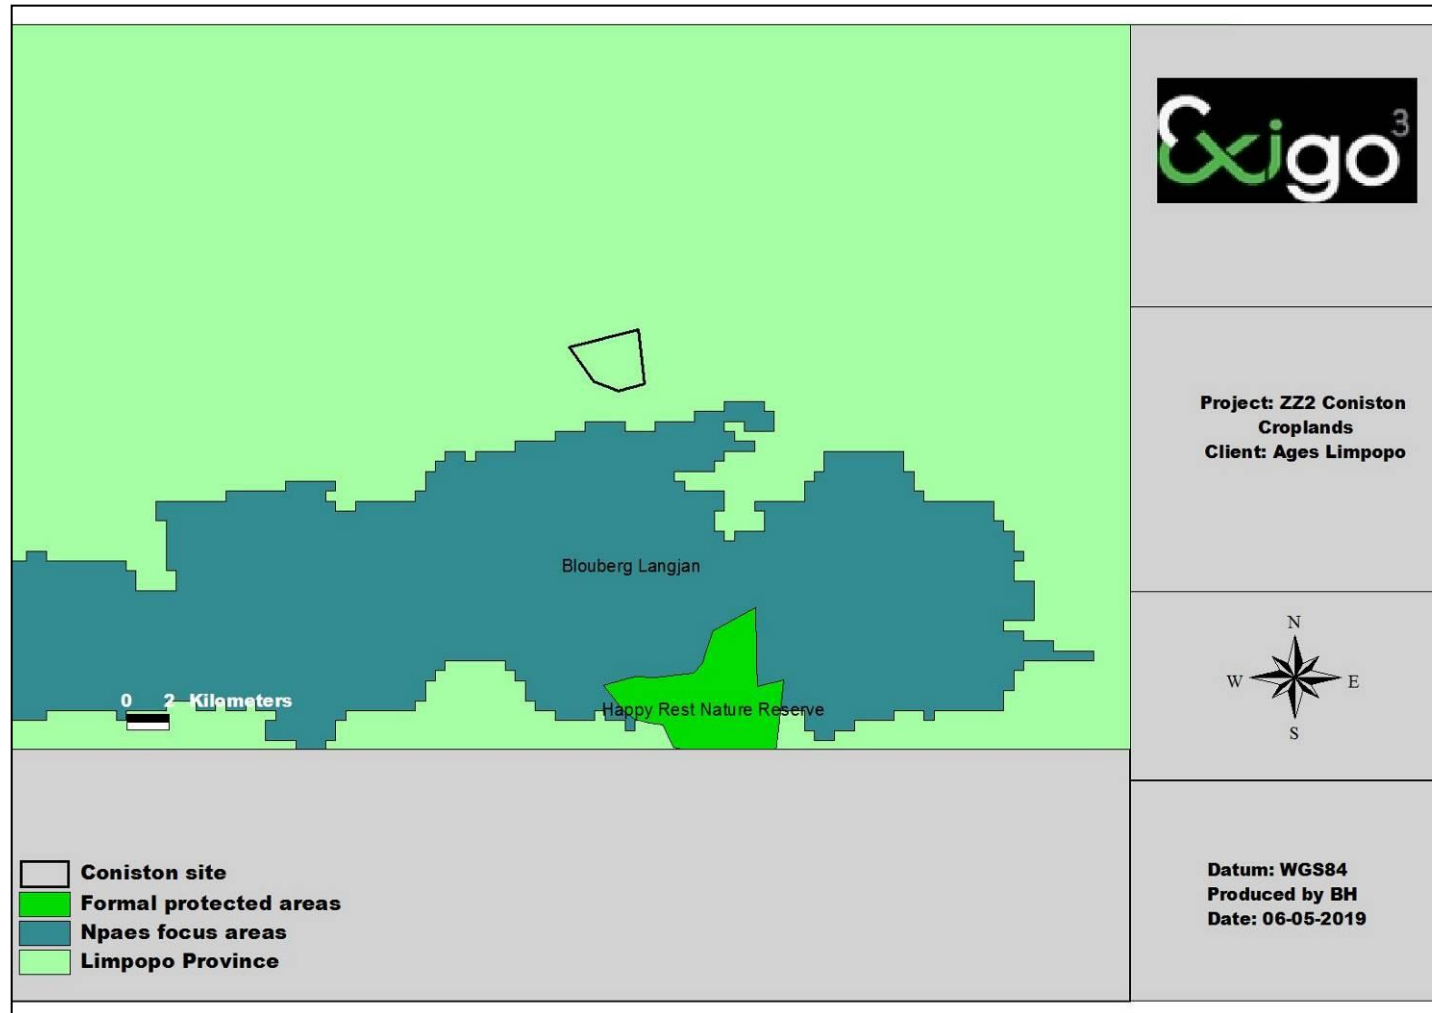 Exigo3
Project: ZZ2 Coniston
Croplands
Client: Ages Limpopo
Blouberg Langjan
Happy Rest Nature Reserve
0 2 Kilometers
N
W E
S
Coniston site
Formal protected areas
Npaes focus areas
Limpopo Province
Datum: WGS84
Produced by BH
Date: 06-05-2019